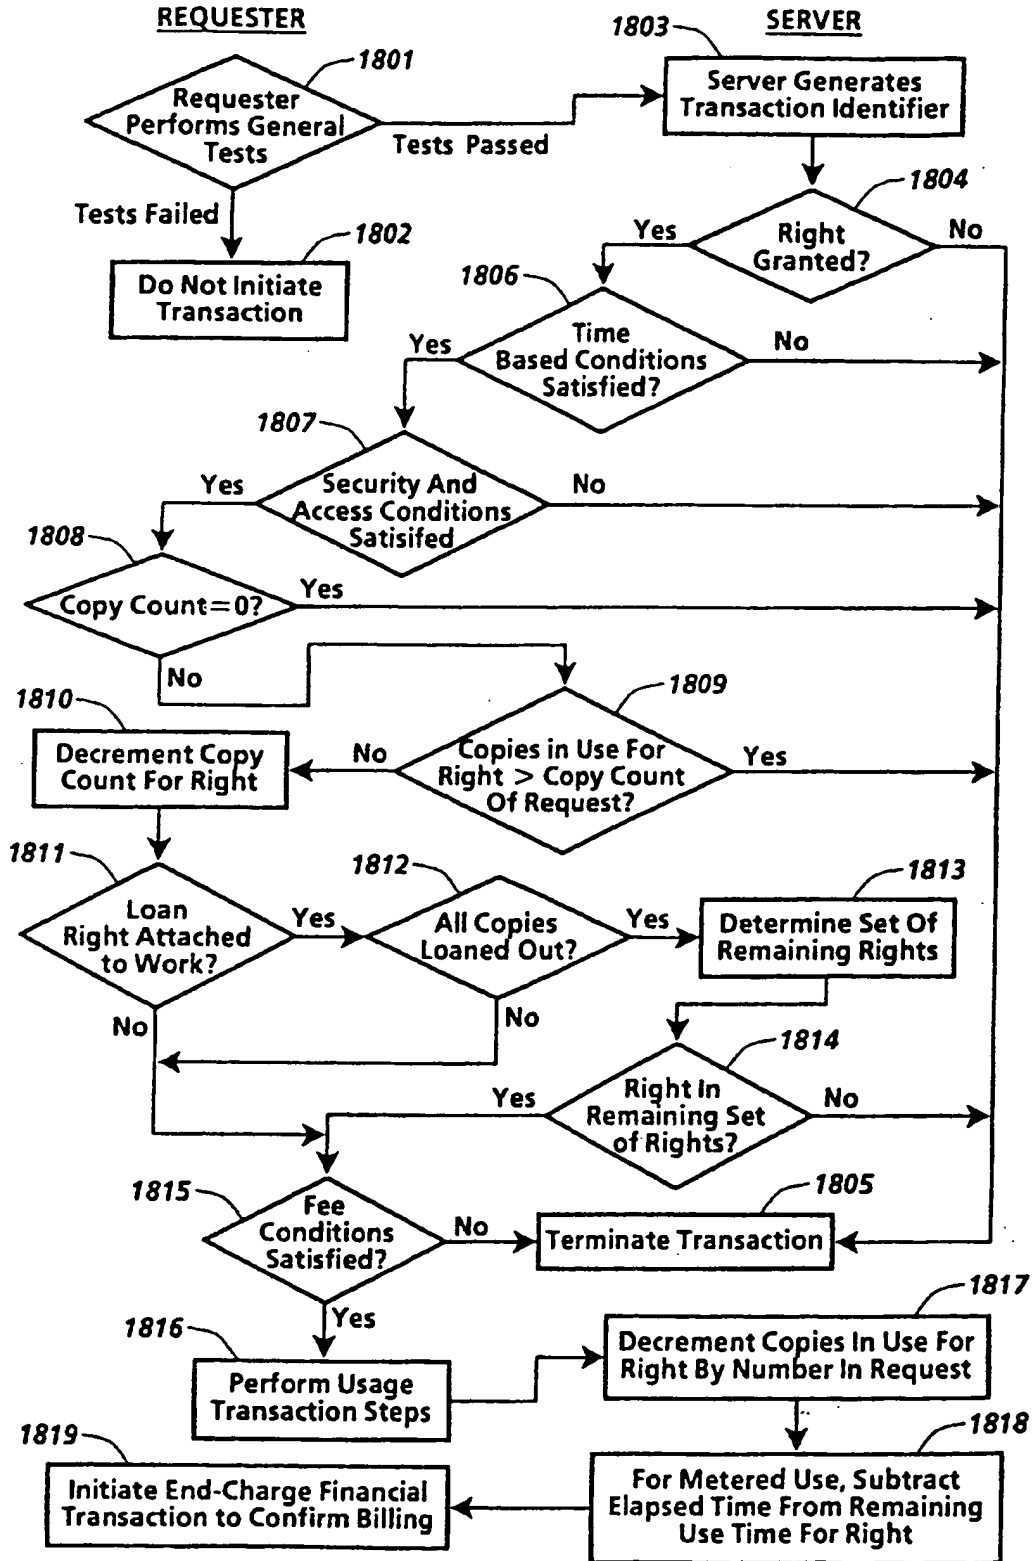 REQUESTER
SERVER
1801
1803
Requester
Performs General
Tests
Tests Passed
Server Generates
Transaction Identifier
Tests Failed
1802
Do Not Initiate
Transaction
1804
Yes
Right
Granted?
No
1806
Yes
Time
Based Conditions
Satisfied?
No
1807
Yes
Security And
Access Conditions
Satisifed
No
1808
Copy Count=0?
Yes
No
1809
1810
Decrement Copy
Count For Right
No
Copies in Use For
Right > Copy Count
Of Request?
Yes
1811
Loan
Right Attached
to Work?
Yes
1812
All Copies
Loaned Out?
Yes
1813
Determine Set Of
Remaining Rights
No
No
1814
Yes
Right In
Remaining Set
of Rights?
No
1815
Fee
Conditions
Satisfied?
No
1805
Terminate Transaction
Yes
1816
Perform Usage
Transaction Steps
1817
Decrement Copies In Use For
Right By Number In Request
1818
For Metered Use, Subtract
Elapsed Time From Remaining
Use Time For Right
1819
Initiate End-Charge Financial
Transaction to Confirm Billing